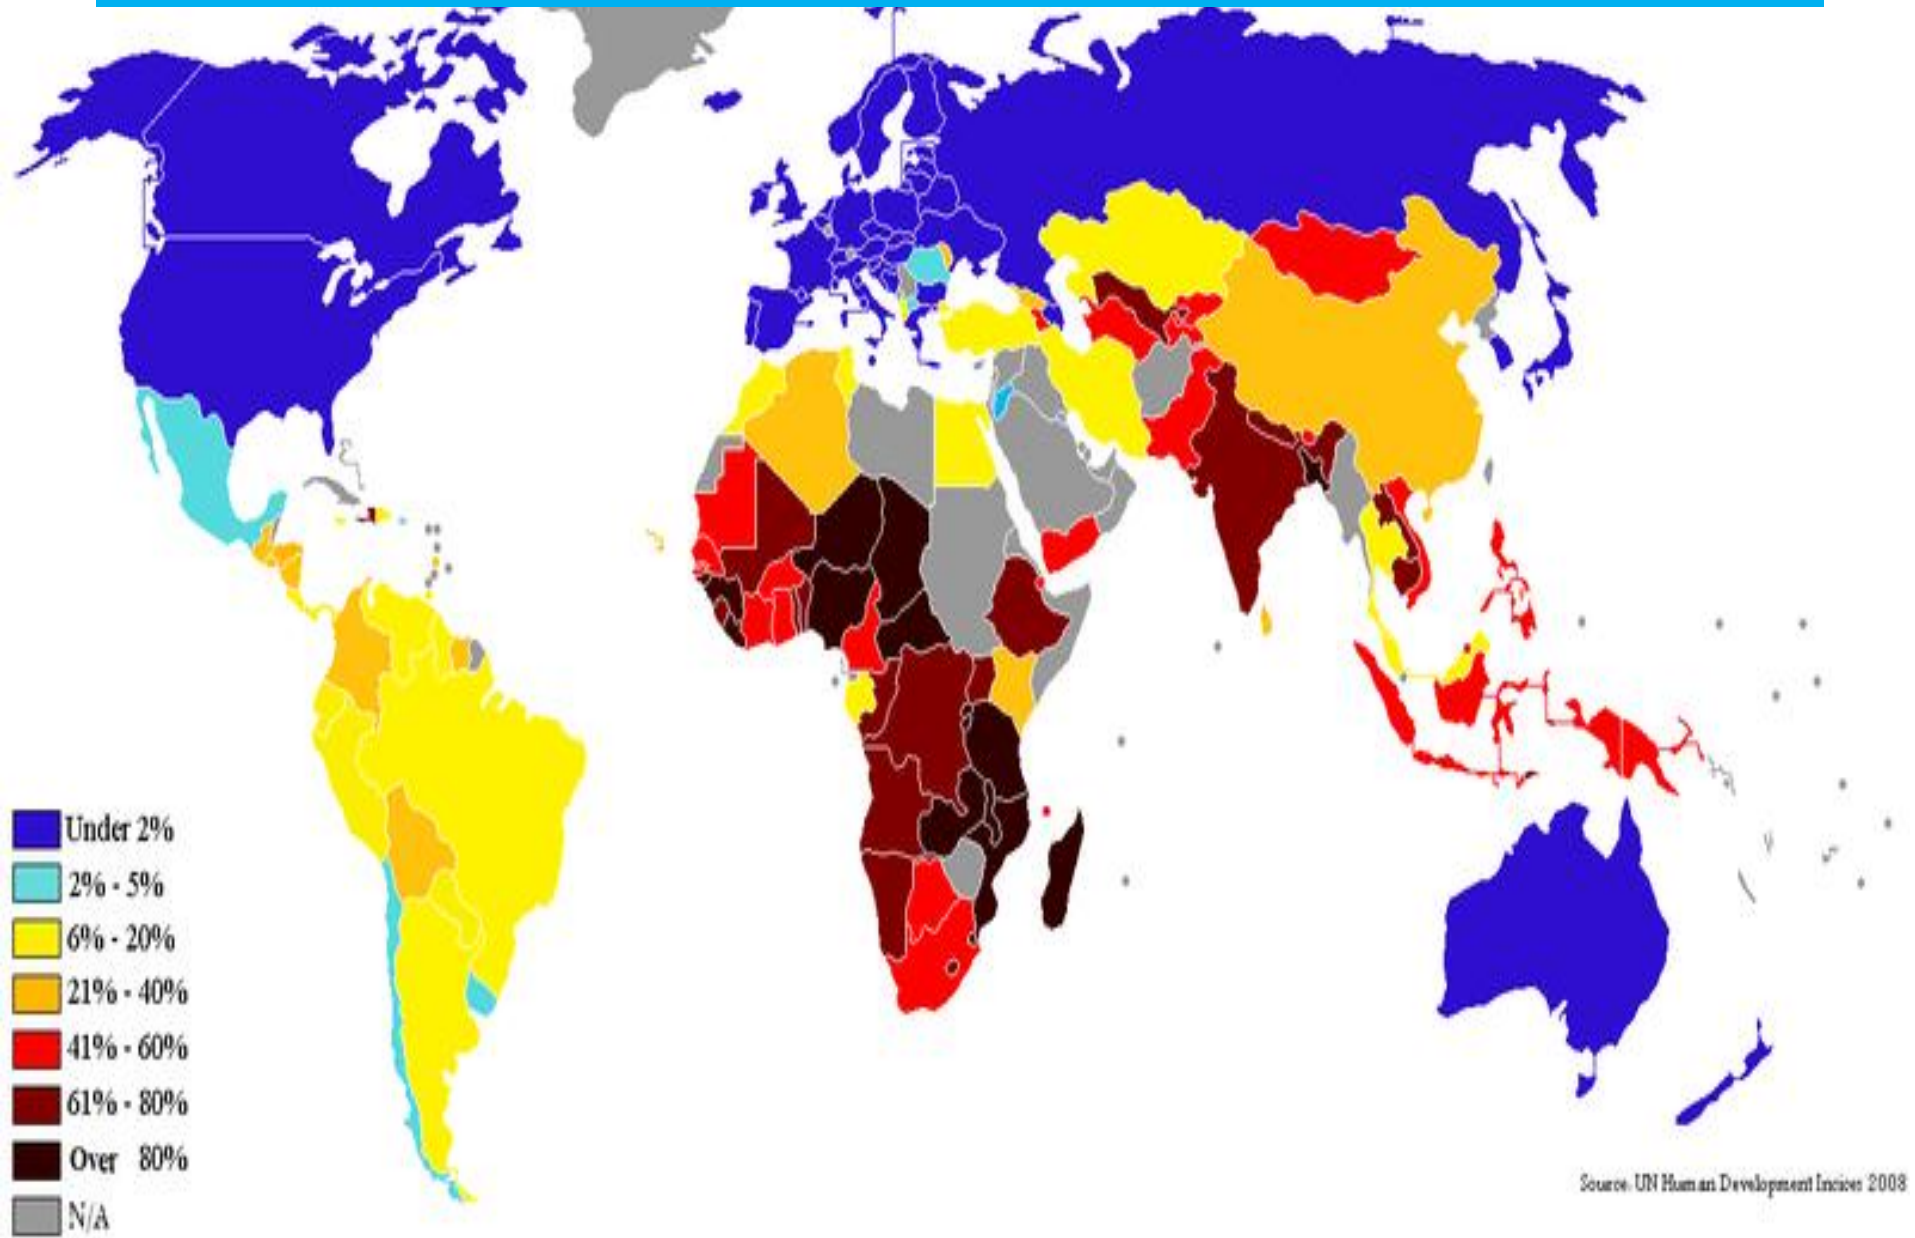 Under 2%
2% - 5%
6% - 20%
21% - 40%
41% - 60%
61% - 80%
Over 80%
N/A
Source: UN Human Development Incices 2008